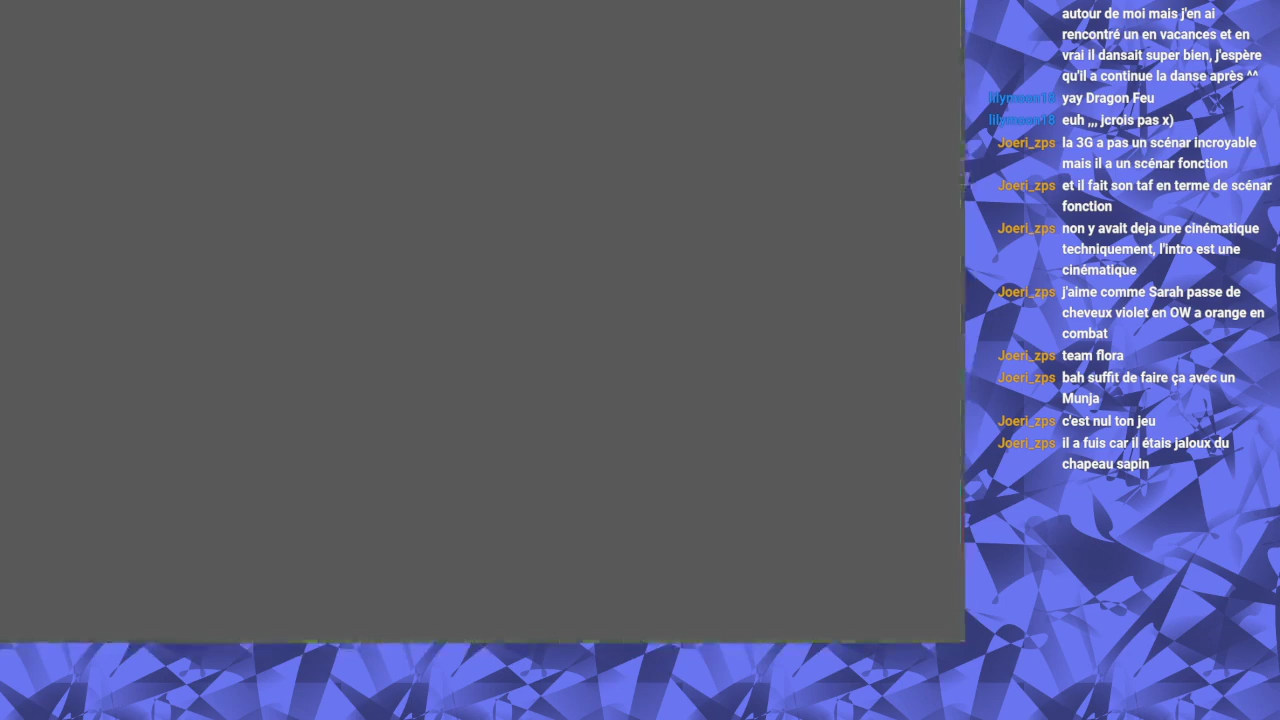 autour de moi mais j'en ai
rencontré un en vacances et en
vrai il dansait super bien, j'espère
qu'il a continue la danse après ^^
lilymoon18 yay Dragon Feu
lilymoon18 euh ,,, jcrois pas x)
Joeri_zps la 3G a pas un scénar incroyable
mais il a un scénar fonction
Joeri_zps et il fait son taf en terme de scénar
fonction
Joeri_zps non y avait deja une cinématique
techniquement, l'intro est une
cinématique
Joeri_zps j'aime comme Sarah passe de
cheveux violet en OW a orange en
combat
Joeri_zps team flora
Joeri_zps bah suffit de faire ça avec un
Munja
Joeri_zps c'est nul ton jeu
Joeri_zps il a fuis car il étais jaloux du
chapeau sapin